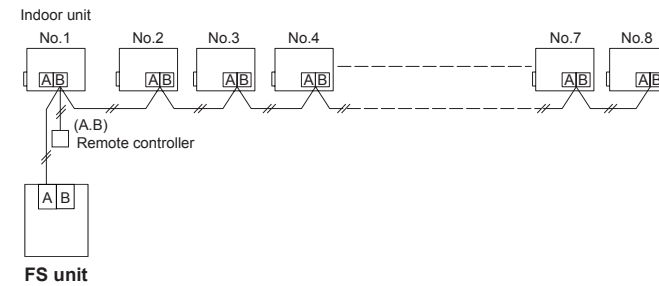 Indoor unit
No.1 No.2 No.3 No.4 No.7 No.8
A B A B A B A B A B A B
(A.B)
Remote controller
A B
FS unit